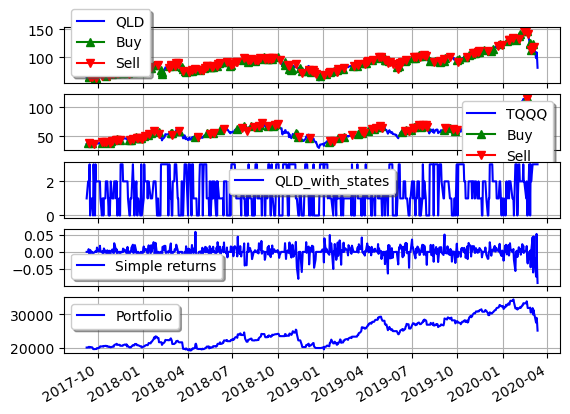 150
100
QLD
Buy
Sell
100
50
TQQQ
Buy
Sell
2
0
QLD_with_states
0.05
0.00
−0.05
Simple returns
30000
20000
Portfolio
2017-10 2018-01 2018-04 2018-07 2018-10 2019-01 2019-04 2019-07 2019-10 2020-01 2020-04